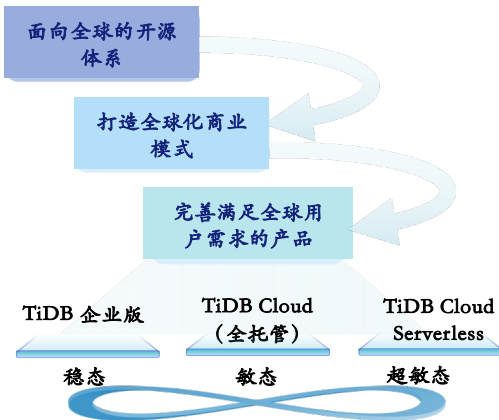 面向全球的开源
体系
打造全球化商业
模式
完善满足全球用
户需求的产品
TiDB 企业版
TiDB Cloud
（全托管）
TiDB Cloud
Serverless
稳态
敏态
超敏态